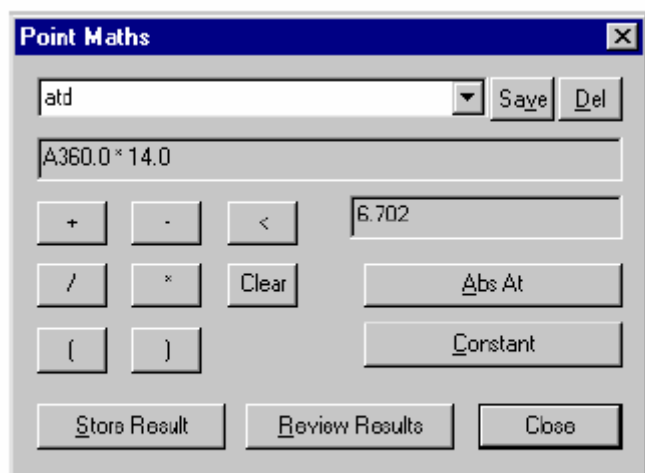 Point Maths
atd Save Del
A360.0 * 14.0
+ - < 6.702
/ * Clear Abs At
( ) Constant
Store Result Review Results Close